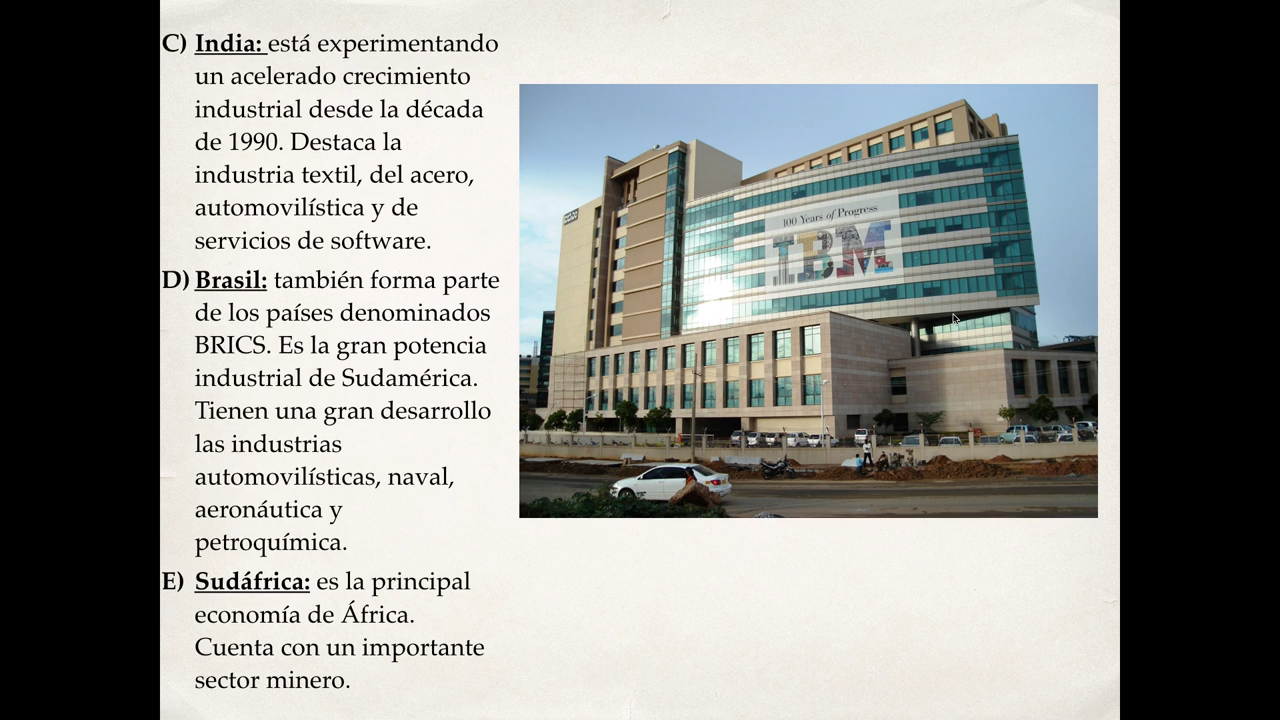 C) India: está experimentando
un acelerado crecimiento
industrial desde la década
de 1990. Destaca la
industria textil, del acero,
automovilística y de
servicios de software.
D) Brasil: también forma parte
de los países denominados
BRICS. Es la gran potencia
industrial de Sudamérica.
Tienen una gran desarrollo
las industrias
automovilísticas, naval,
aeronáutica y
petroquímica.
E) Sudáfrica: es la principal
economía de África.
Cuenta con un importante
sector minero.
100 Years of Progress
IBM